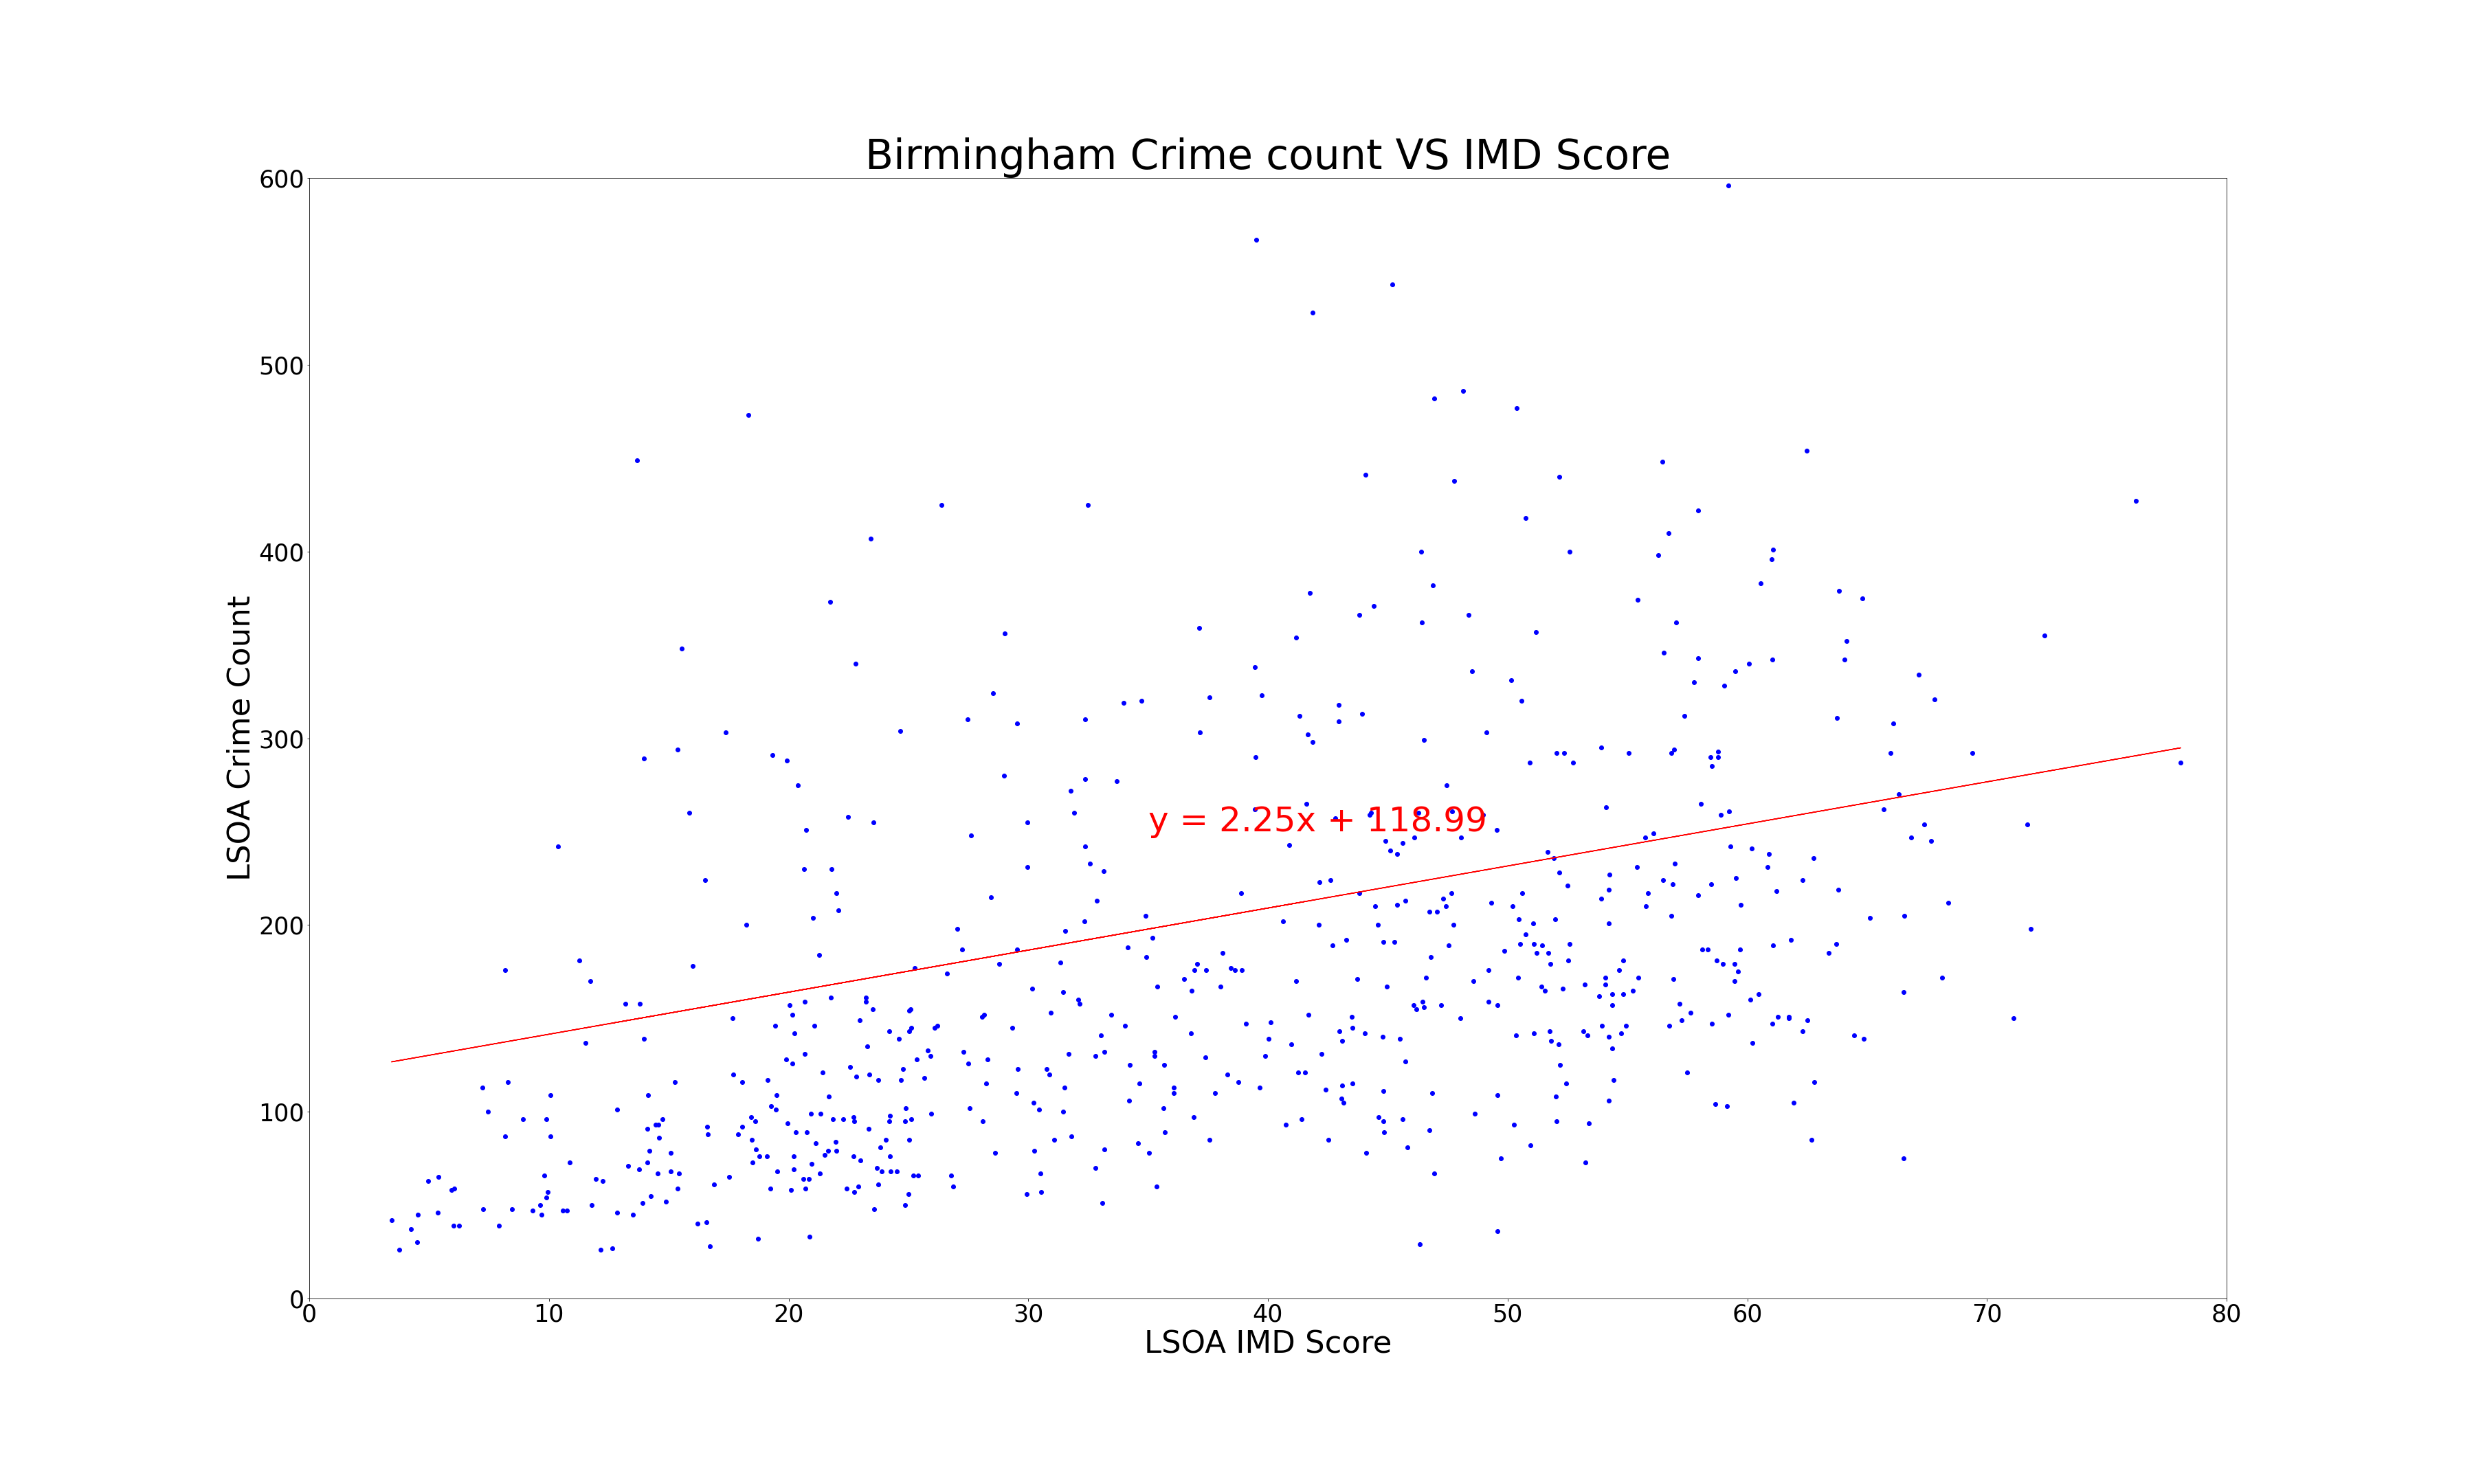 Birmingham Crime count VS IMD Score
600
500
400
300
200
100
0
LSOA Crime Count
y = 2.25x + 118.99
0 10 20 30 40 50 60 70 80
LSOA IMD Score